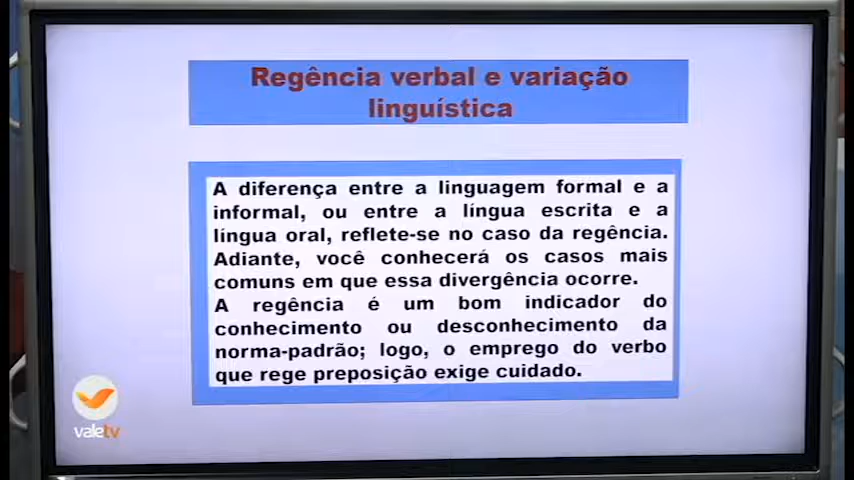 Regência verbal e variação
linguística
A diferença entre a linguagem formal e a
informal, ou entre a língua escrita e a
língua oral, reflete-se no caso da regência.
Adiante, você conhecerá os casos mais
comuns em que essa divergência ocorre.
A regência é um bom indicador do
conhecimento ou desconhecimento da
norma-padrão; logo, o emprego do verbo
que rege preposição exige cuidado.
valetv